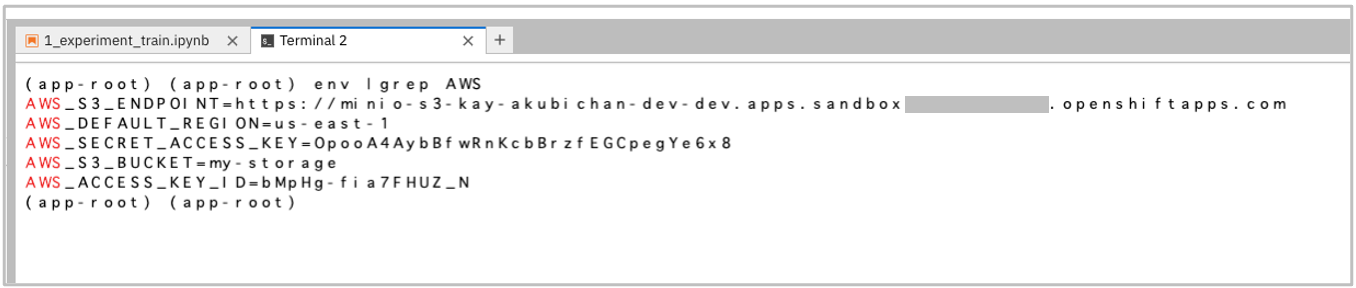 1_experiment_train.ipynb
Terminal 2
(app-root) (app-root) env |grep AWS
AWS_S3_ENDPOINT=https://minio-s3-kay-akubichan-dev-dev.apps.sandbox .openshiftapps.com
AWS_DEFAULT_REGION=us-east-1
AWS_SECRET_ACCESS_KEY=OpooA4AybBfwRnKcbBrzfEGCpegYe6x8
AWS_S3_BUCKET=my-storage
AWS_ACCESS_KEY_ID=bMpHg-fia7FHUZ_N
(app-root) (app-root)